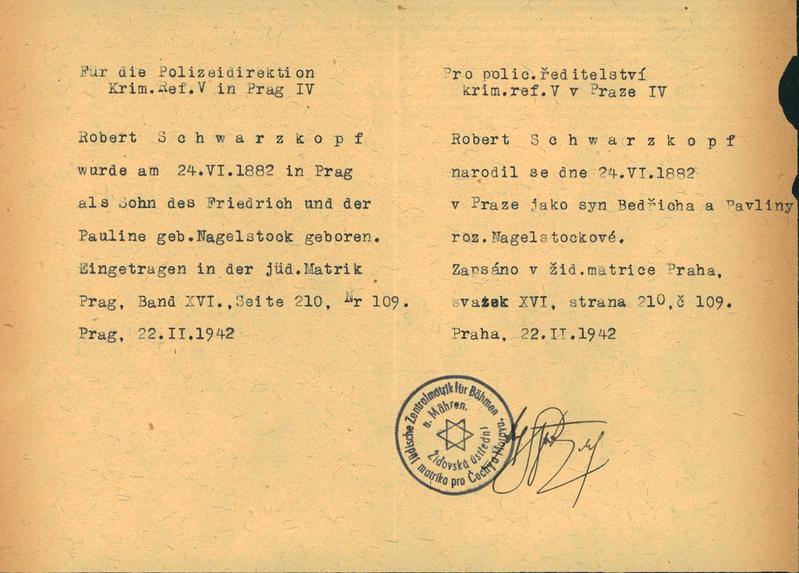 Für die Polizeidirektion
Krim.Ref.V in Prag IV
Robert S c h w a r z k o p f
wurde am 24.VI.1882 in Prag
als Sohn des Friedrich und der
Pauline geb.Nagelstock geboren.
Eingetragen in der jüd.Matrik
Prag, Band XVI.,Seite 210, Nr 109.
Prag, 22.II.1942
Pro polic.ředitelství
krim.ref.V v Praze IV
Robert S c h w a r z k o p f
narodil se dne 24.VI.1882
v Praze jako syn Bedřicha a Pavliny
roz.Nagelstockové.
Zapsáno v žid.matrice Praha,
svazek XVI, strana 210,č 109.
Praha, 22.II.1942
Jüdische Zentralmatrik für Böhmen
u. Mähren.
Židovská ústřední
matrika pro Čechy a Moravu.